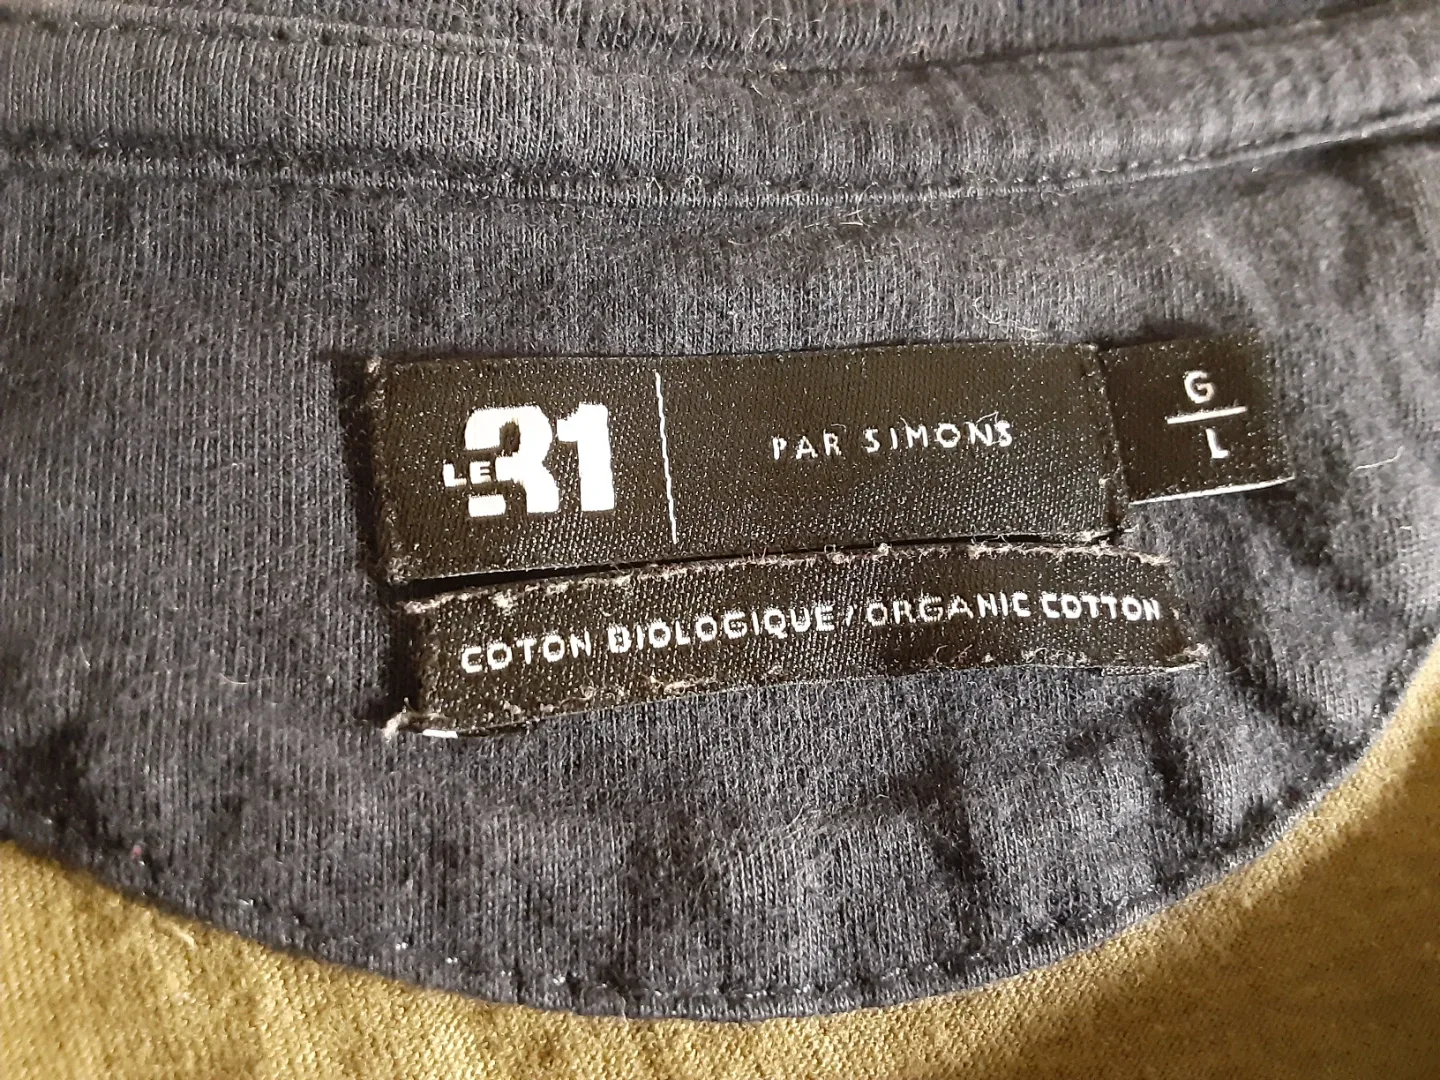 LE 31 PAR SIMONS
G
L
COTON BIOLOGIQUE / ORGANIC COTTON